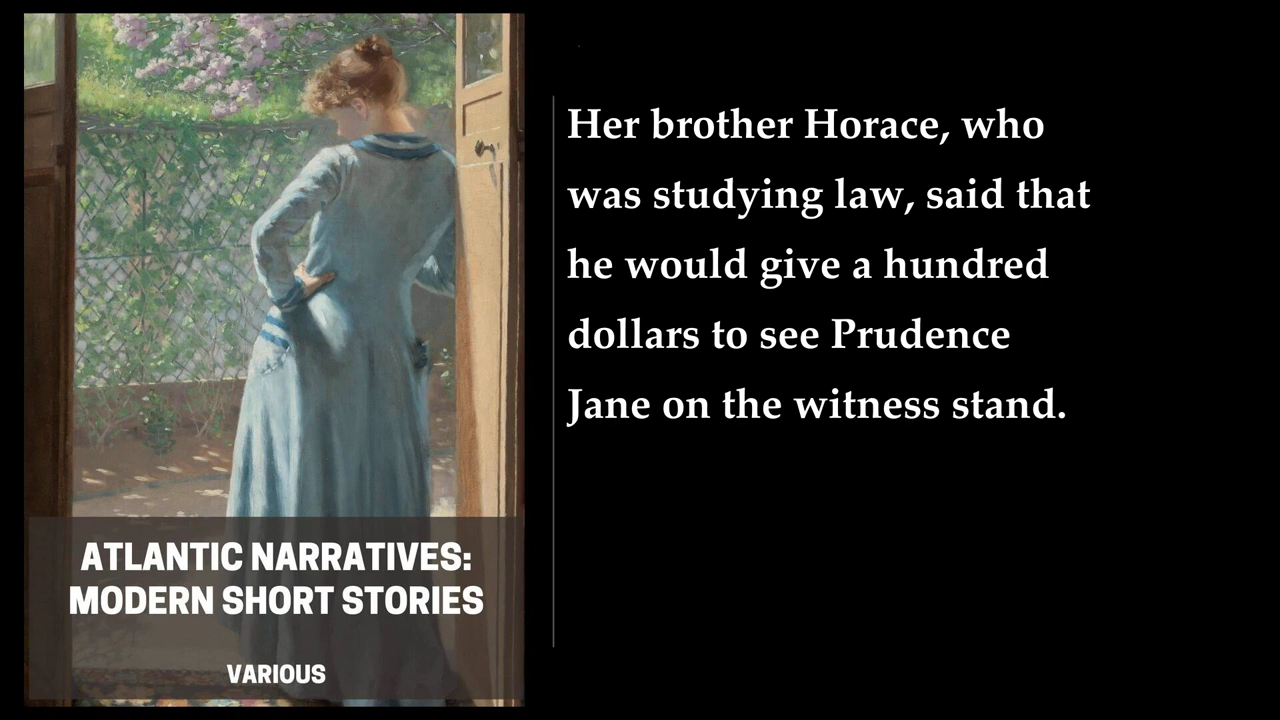 ATLANTIC NARRATIVES:
MODERN SHORT STORIES
VARIOUS
Her brother Horace, who
was studying law, said that
he would give a hundred
dollars to see Prudence
Jane on the witness stand.